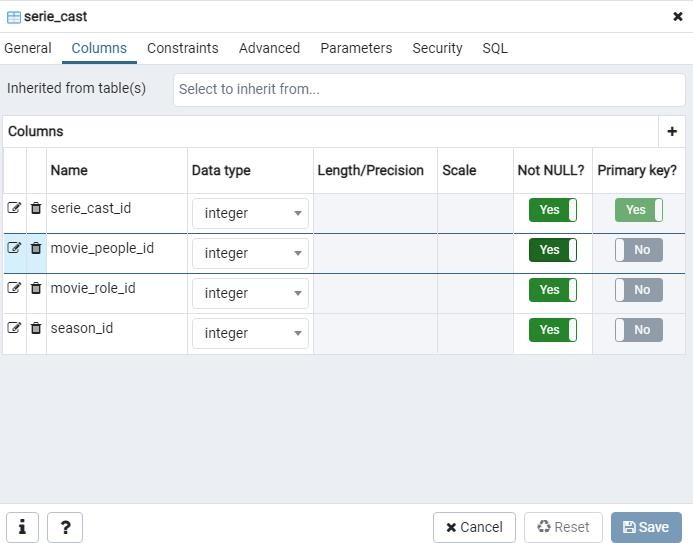 serie_cast
General Columns Constraints Advanced Parameters Security SQL
Inherited from table(s) Select to inherit from...
Columns
Name Data type Length/Precision Scale Not NULL? Primary key?
serie_cast_id integer Yes Yes
movie_people_id integer Yes No
movie_role_id integer Yes No
season_id integer Yes No
i ? Cancel Reset Save